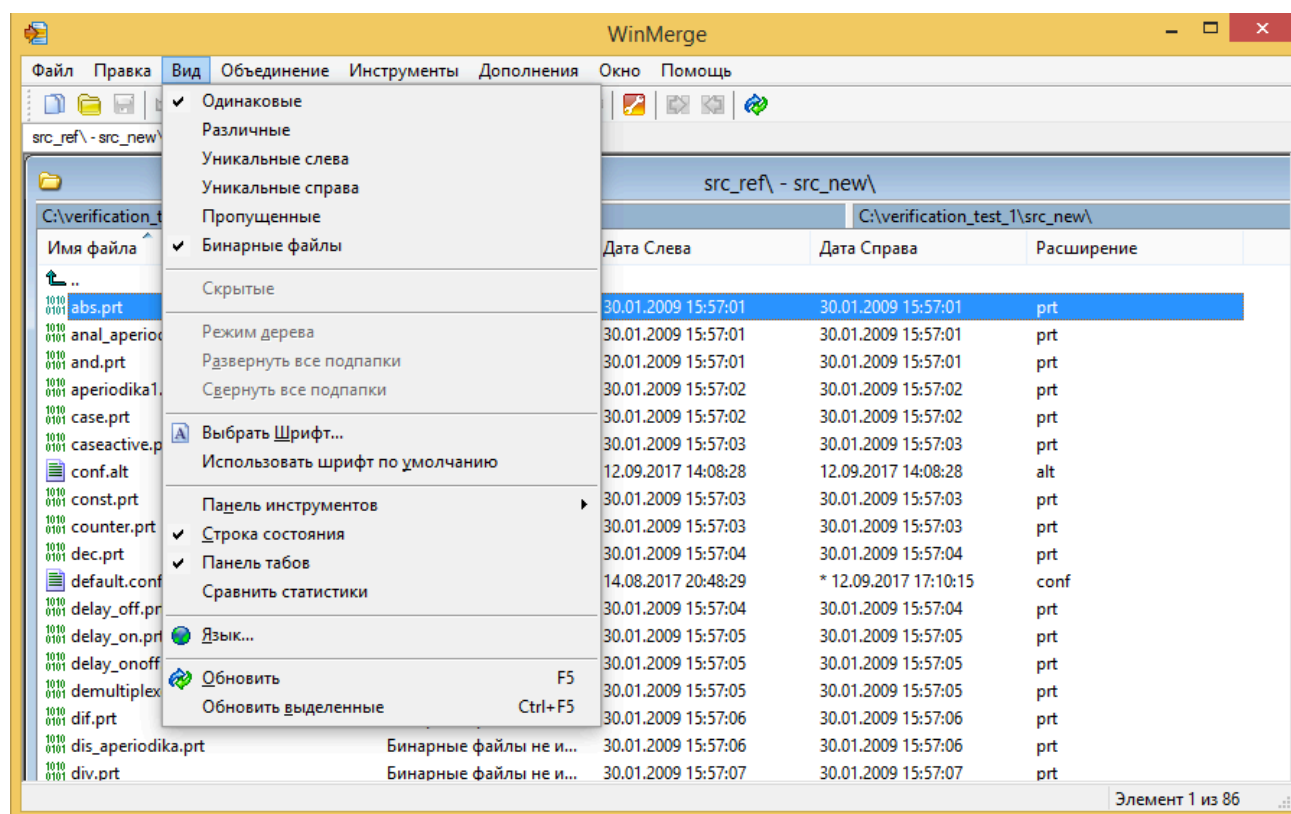 WinMerge
Файл Правка Вид Объединение Инструменты Дополнения Окно Помощь
src_ref\ - src_new\
Одинаковые
Различные
Уникальные слева
Уникальные справа
Пропущенные
Бинарные файлы
Скрытые
Режим дерева
Развернуть все подпапки
Свернуть все подпапки
Выбрать Шрифт...
Использовать шрифт по умолчанию
Панель инструментов
Строка состояния
Панель табов
Сравнить статистики
Язык...
Обновить F5
Обновить выделенные Ctrl+F5
src_ref\ - src_new\
C:\verification_t C:\verification_test_1\src_new\
Имя файла Дата Слева Дата Справа Расширение
..
abs.prt 30.01.2009 15:57:01 30.01.2009 15:57:01 prt
anal_aperiod 30.01.2009 15:57:01 30.01.2009 15:57:01 prt
and.prt 30.01.2009 15:57:01 30.01.2009 15:57:01 prt
aperiodika1. 30.01.2009 15:57:02 30.01.2009 15:57:02 prt
case.prt 30.01.2009 15:57:02 30.01.2009 15:57:02 prt
caseactive.p 30.01.2009 15:57:03 30.01.2009 15:57:03 prt
conf.alt 12.09.2017 14:08:28 12.09.2017 14:08:28 alt
const.prt 30.01.2009 15:57:03 30.01.2009 15:57:03 prt
counter.prt 30.01.2009 15:57:03 30.01.2009 15:57:03 prt
dec.prt 30.01.2009 15:57:04 30.01.2009 15:57:04 prt
default.conf 14.08.2017 20:48:29 * 12.09.2017 17:10:15 conf
delay_off.pr 30.01.2009 15:57:04 30.01.2009 15:57:04 prt
delay_on.prt 30.01.2009 15:57:05 30.01.2009 15:57:05 prt
delay_onoff 30.01.2009 15:57:05 30.01.2009 15:57:05 prt
demultiplex 30.01.2009 15:57:05 30.01.2009 15:57:05 prt
dif.prt 30.01.2009 15:57:06 30.01.2009 15:57:06 prt
dis_aperiodika.prt Бинарные файлы не и... 30.01.2009 15:57:06 30.01.2009 15:57:06 prt
div.prt Бинарные файлы не и... 30.01.2009 15:57:07 30.01.2009 15:57:07 prt
Элемент 1 из 86